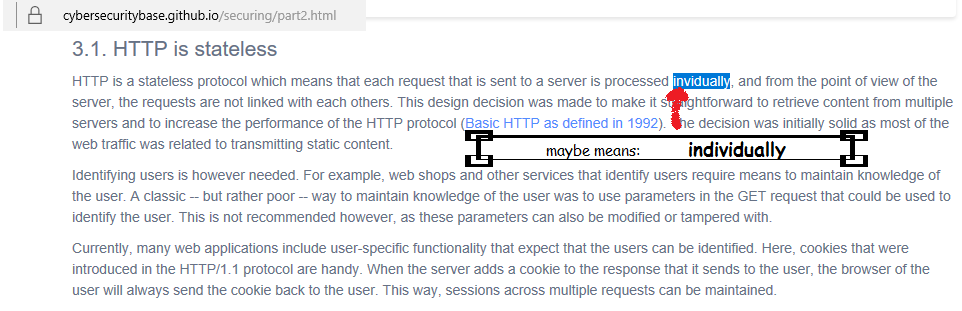 cybersecuritybase.github.io/securing/part2.html
3.1. HTTP is stateless
HTTP is a stateless protocol which means that each request that is sent to a server is processed invidually, and from the point of view of the
server, the requests are not linked with each others. This design decision was made to make it straightforward to retrieve content from multiple
servers and to increase the performance of the HTTP protocol (Basic HTTP as defined in 1992). The decision was initially solid as most of the
web traffic was related to transmitting static content.
maybe means: individually
Identifying users is however needed. For example, web shops and other services that identify users require means to maintain knowledge of
the user. A classic -- but rather poor -- way to maintain knowledge of the user was to use parameters in the GET request that could be used to
identify the user. This is not recommended however, as these parameters can also be modified or tampered with.
Currently, many web applications include user-specific functionality that expect that the users can be identified. Here, cookies that were
introduced in the HTTP/1.1 protocol are handy. When the server adds a cookie to the response that it sends to the user, the browser of the
user will always send the cookie back to the user. This way, sessions across multiple requests can be maintained.